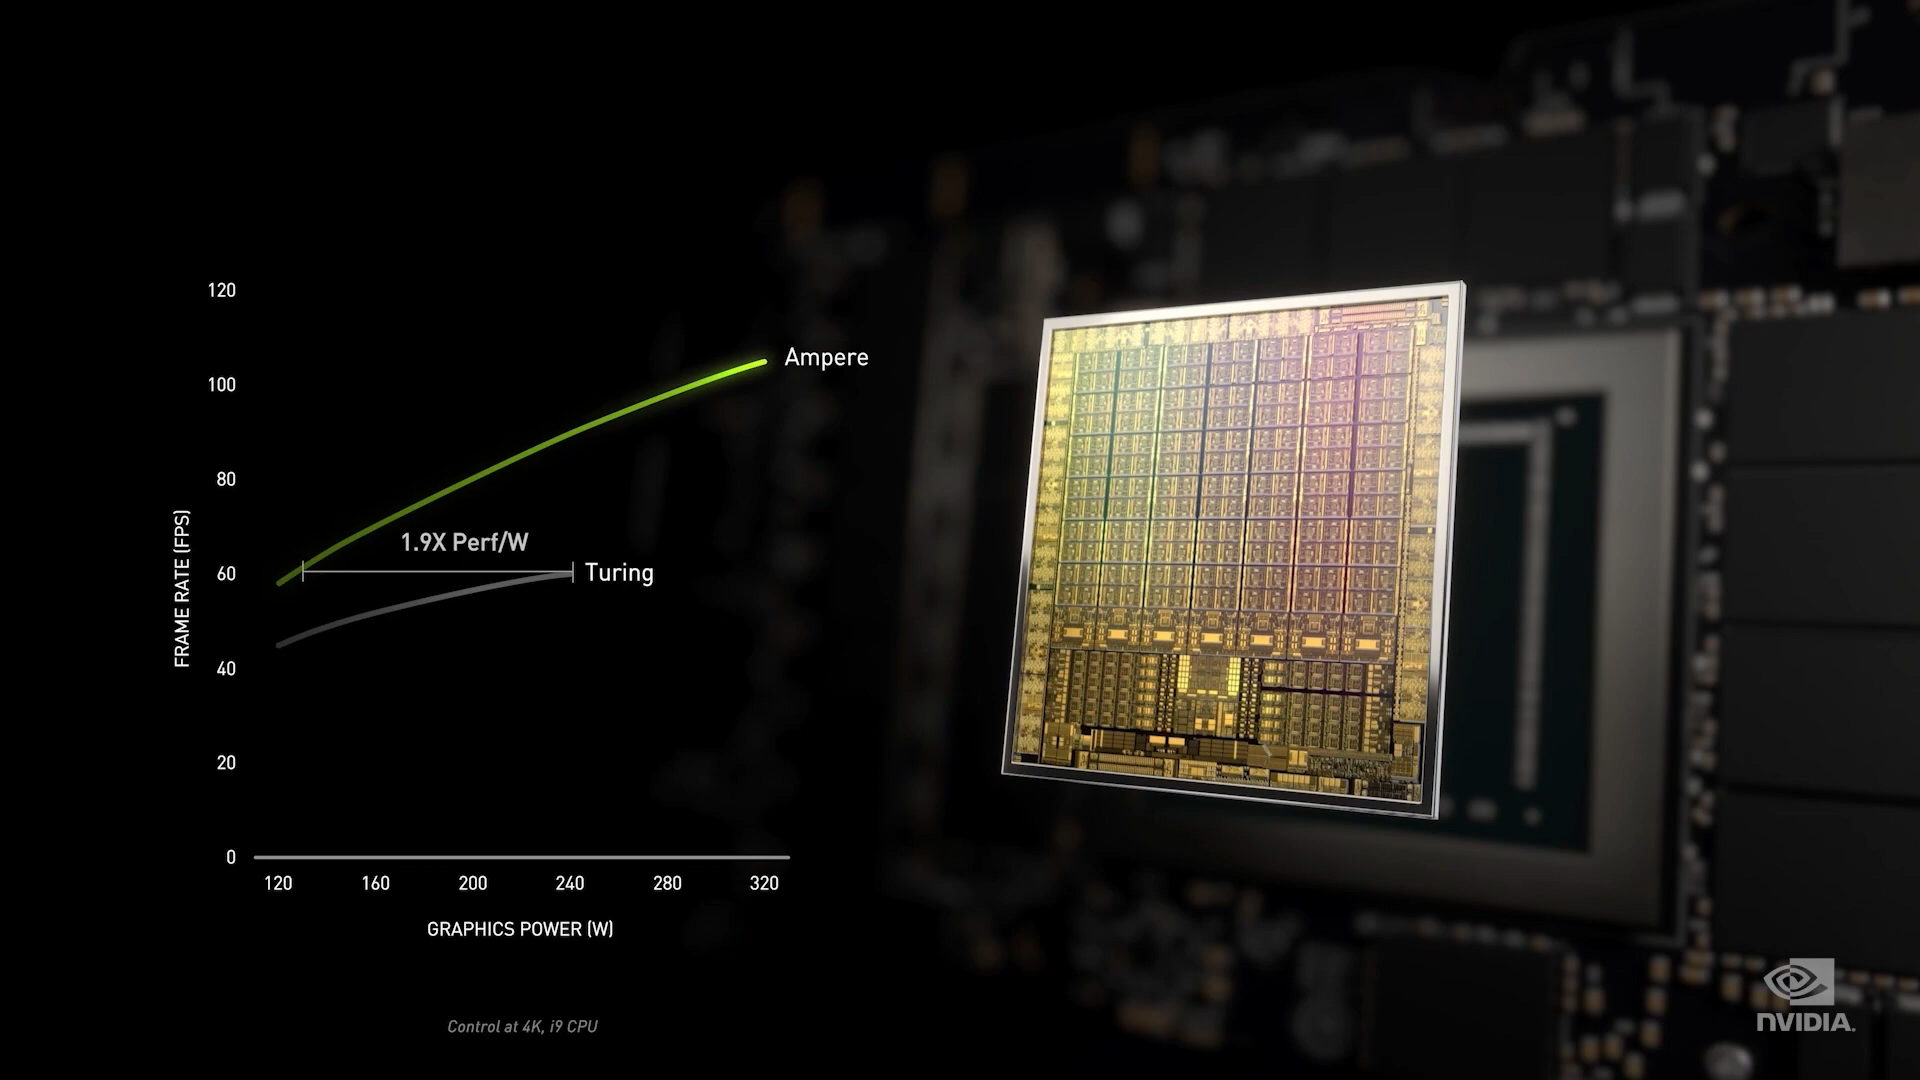 120
100
80
60
40
20
0
FRAME RATE (FPS)
Ampere
1.9X Perf/W
Turing
120 160 200 240 280 320
GRAPHICS POWER (W)
Control at 4K, i9 CPU
NVIDIA.